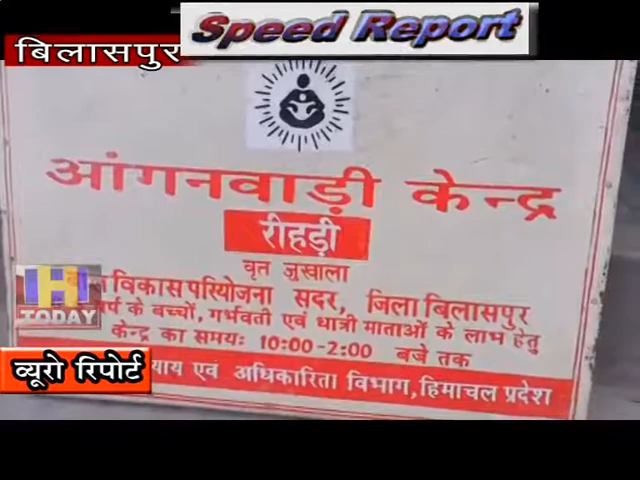 Speed Report
बिलासपुर
आंगनवाड़ी केन्द्र
रीहड़ी
वृत जुखाला
विकास परियोजना सदर, जिला बिलासपुर
के बच्चों, गर्भवती एवं धात्री माताओं के लाभ हेतु
केन्द्र का समयः 10:00-2:00 बजे तक
एवं अधिकारिता विभाग, हिमाचल प्रदेश
H
TODAY
ब्यूरो रिपोर्ट